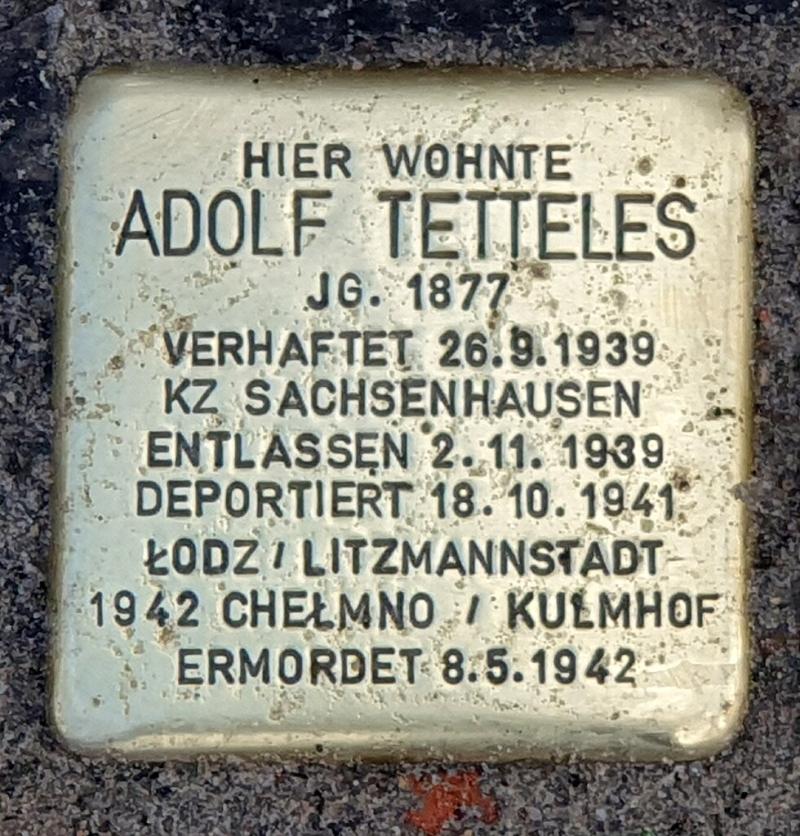 HIER WOHNTE
ADOLF TETTELES
JG. 1877
VERHAFTET 26.9.1939
KZ SACHSENHAUSEN
ENTLASSEN 2.11.1939
DEPORTIERT 18.10.1941
ŁODZ / LITZMANNSTADT
1942 CHEŁMNO / KUŁMHOF
ERMORDET 8.5.1942